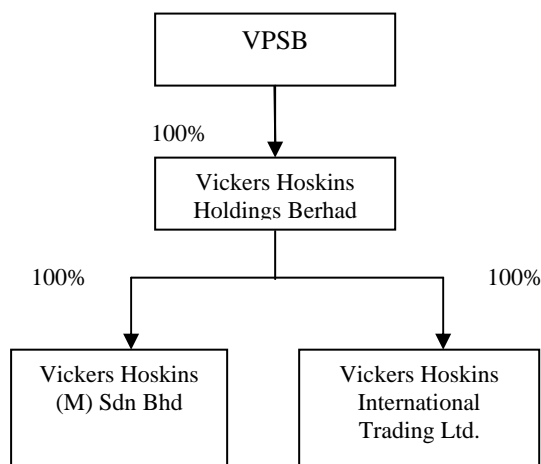 VPSB
100%
Vickers Hoskins
Holdings Berhad
100%
100%
Vickers Hoskins
(M) Sdn Bhd
Vickers Hoskins
International
Trading Ltd.